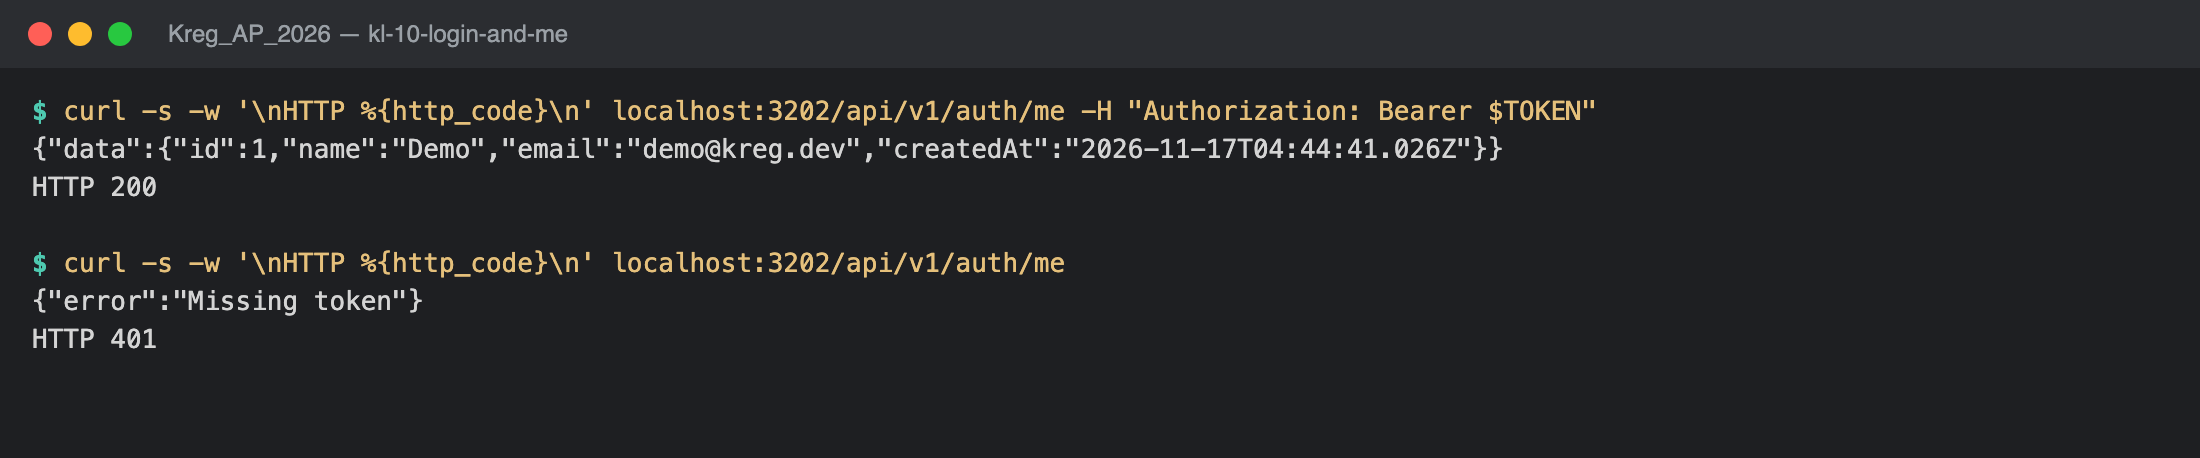 Kreg_AP_2026 — kl-10-login-and-me
$ curl -s -w '\nHTTP %{http_code}\n' localhost:3202/api/v1/auth/me -H "Authorization: Bearer $TOKEN"
{"data":{"id":1,"name":"Demo","email":"demo@kreg.dev","createdAt":"2026-11-17T04:44:41.026Z"}}
HTTP 200
$ curl -s -w '\nHTTP %{http_code}\n' localhost:3202/api/v1/auth/me
{"error":"Missing token"}
HTTP 401